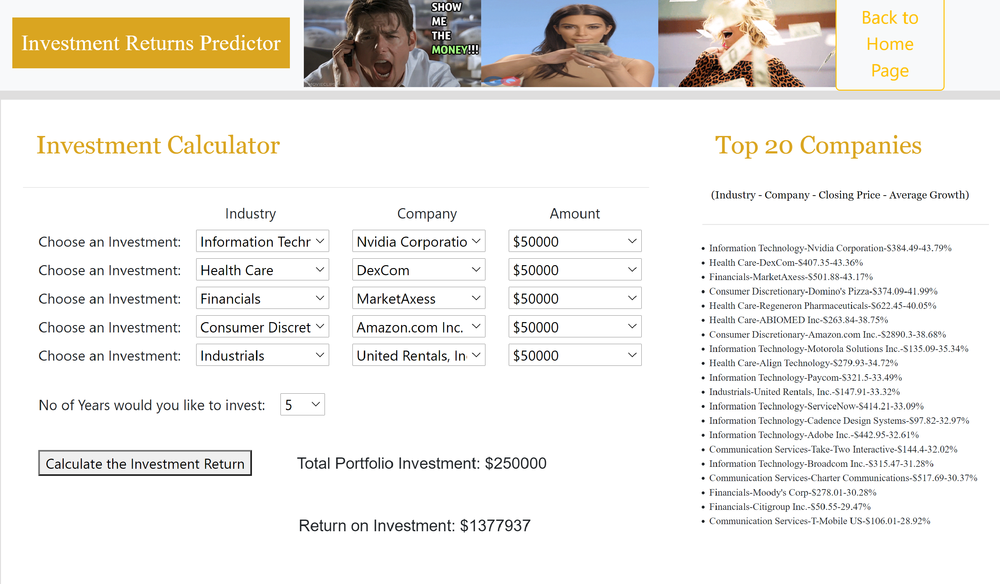 Investment Returns Predictor
SHOW
ME
THE
MONEY!!!
MOVIECLIPS.COM
GQ
Back to
Home
Page
Investment Calculator
Industry
Company
Amount
Choose an Investment:
Information Techr
Nvidia Corporatio
$50000
Choose an Investment:
Health Care
DexCom
$50000
Choose an Investment:
Financials
MarketAxess
$50000
Choose an Investment:
Consumer Discret
Amazon.com Inc.
$50000
Choose an Investment:
Industrials
United Rentals, In
$50000
No of Years would you like to invest:
5
Calculate the Investment Return
Total Portfolio Investment: $250000
Return on Investment: $1377937
Top 20 Companies
(Industry - Company - Closing Price - Average Growth)
Information Technology-Nvidia Corporation-$384.49-43.79%
Health Care-DexCom-$407.35-43.36%
Financials-MarketAxess-$501.88-43.17%
Consumer Discretionary-Domino's Pizza-$374.09-41.99%
Health Care-Regeneron Pharmaceuticals-$622.45-40.05%
Health Care-ABIOMED Inc-$263.84-38.75%
Consumer Discretionary-Amazon.com Inc.-$2890.3-38.68%
Information Technology-Motorola Solutions Inc.-$135.09-35.34%
Health Care-Align Technology-$279.93-34.72%
Information Technology-Paycom-$321.5-33.49%
Industrials-United Rentals, Inc.-$147.91-33.32%
Information Technology-ServiceNow-$414.21-33.09%
Information Technology-Cadence Design Systems-$97.82-32.97%
Information Technology-Adobe Inc.-$442.95-32.61%
Communication Services-Take-Two Interactive-$144.4-32.02%
Information Technology-Broadcom Inc.-$315.47-31.28%
Communication Services-Charter Communications-$517.69-30.37%
Financials-Moody's Corp-$278.01-30.28%
Financials-Citigroup Inc.-$50.55-29.47%
Communication Services-T-Mobile US-$106.01-28.92%